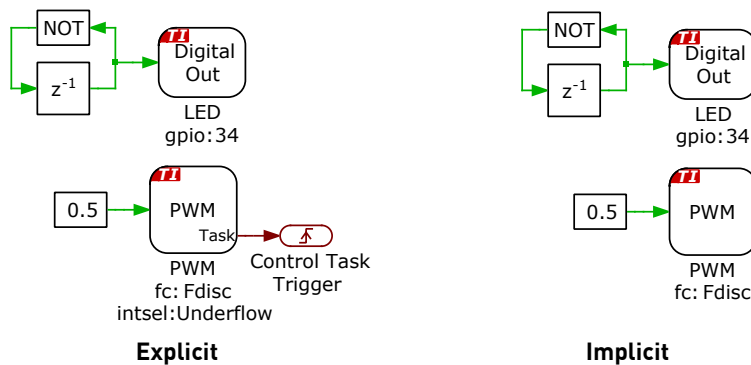 NOT
TI
Digital
Out
z-1
LED
gpio:34
TI
0.5
PWM
Task
PWM
fc: Fdisc
intsel:Underflow
Control Task
Trigger
Explicit
NOT
TI
Digital
Out
z-1
LED
gpio:34
TI
0.5
PWM
PWM
fc: Fdisc
Implicit